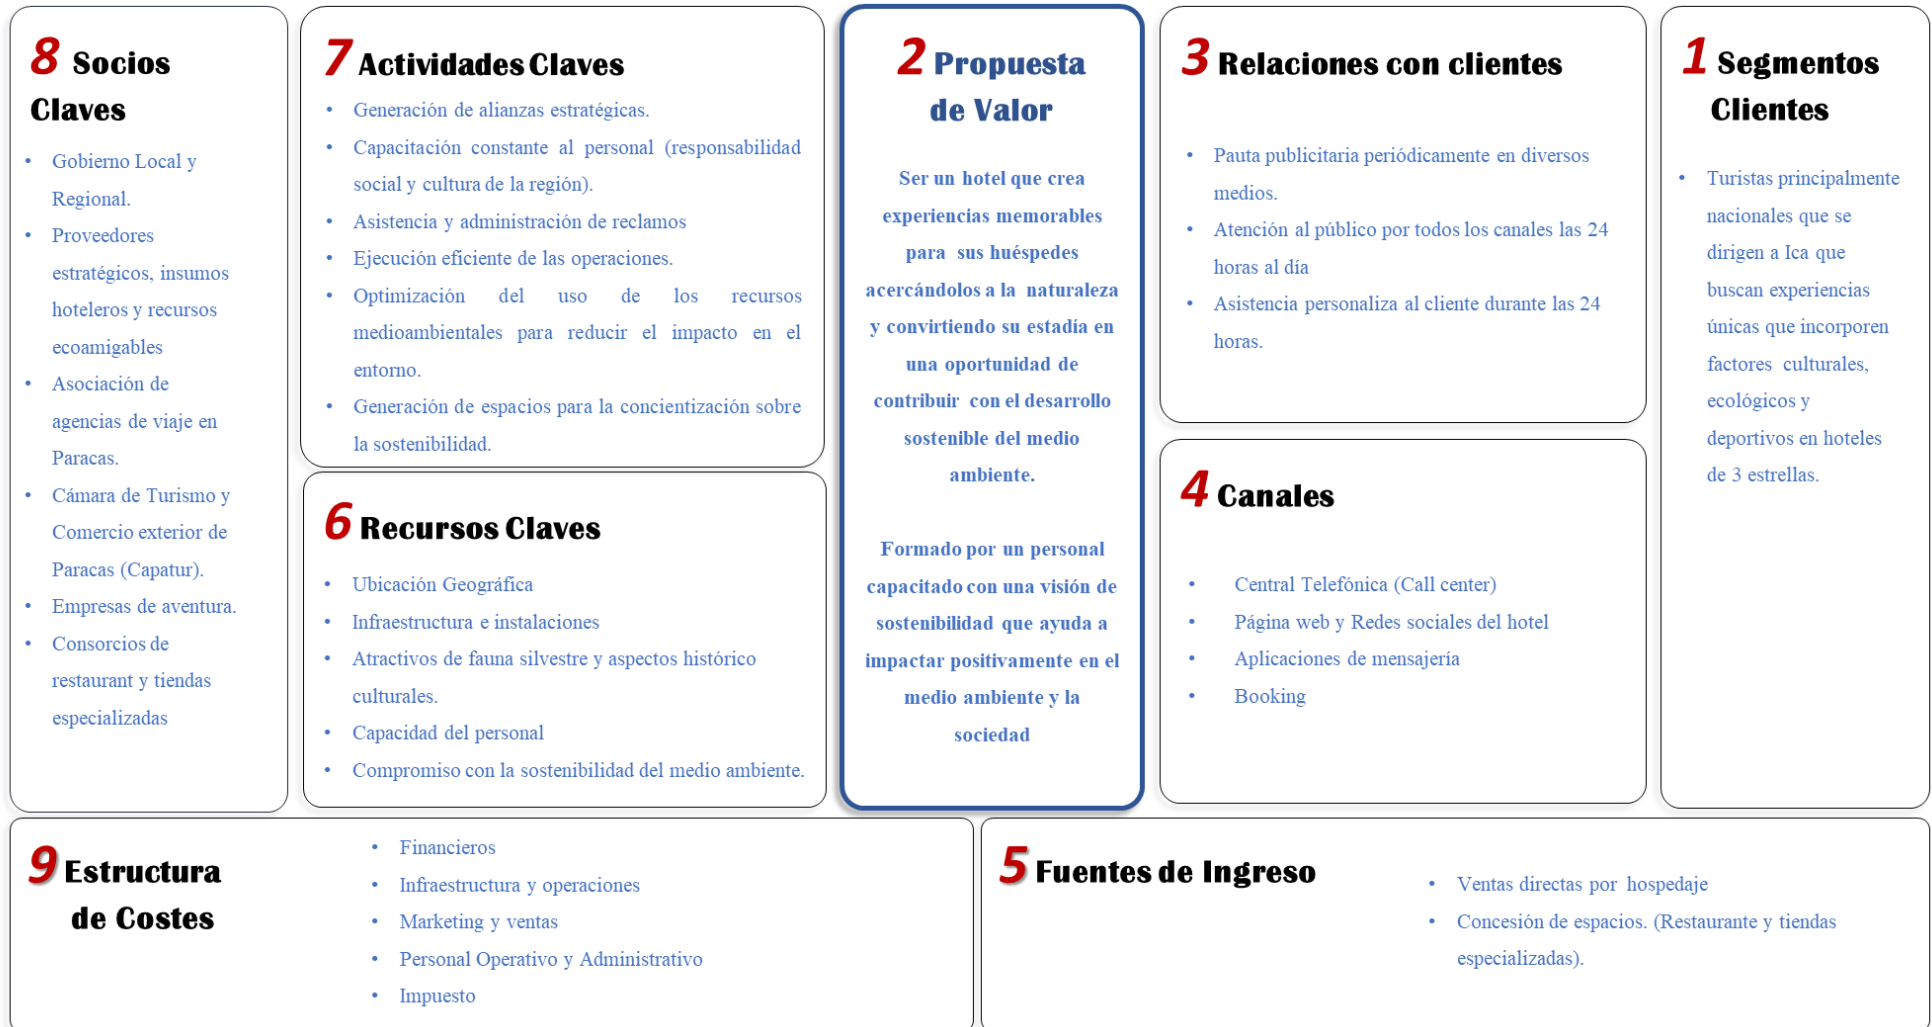 8 Socios
Claves
• Gobierno Local y
Regional.
• Proveedores
estratégicos, insumos
hoteleros y recursos
ecoamigables
• Asociación de
agencias de viaje en
Paracas.
• Cámara de Turismo y
Comercio exterior de
Paracas (Capatur).
• Empresas de aventura.
• Consorcios de
restaurant y tiendas
especializadas
7 Actividades Claves
• Generación de alianzas estratégicas.
• Capacitación constante al personal (responsabilidad
social y cultura de la región).
• Asistencia y administración de reclamos
• Ejecución eficiente de las operaciones.
• Optimización del uso de los recursos
medioambientales para reducir el impacto en el
entorno.
• Generación de espacios para la concientización sobre
la sostenibilidad.
6 Recursos Claves
• Ubicación Geográfica
• Infraestructura e instalaciones
• Atractivos de fauna silvestre y aspectos histórico
culturales.
• Capacidad del personal
• Compromiso con la sostenibilidad del medio ambiente.
2 Propuesta
de Valor
Ser un hotel que crea
experiencias memorables
para sus huéspedes
acercándolos a la naturaleza
y convirtiendo su estadía en
una oportunidad de
contribuir con el desarrollo
sostenible del medio
ambiente.
Formado por un personal
capacitado con una visión de
sostenibilidad que ayuda a
impactar positivamente en el
medio ambiente y la
sociedad
3 Relaciones con clientes
• Pauta publicitaria periódicamente en diversos
medios.
• Atención al público por todos los canales las 24
horas al día
• Asistencia personaliza al cliente durante las 24
horas.
4 Canales
• Central Telefónica (Call center)
• Página web y Redes sociales del hotel
• Aplicaciones de mensajería
• Booking
1 Segmentos
Clientes
• Turistas principalmente
nacionales que se
dirigen a Ica que
buscan experiencias
únicas que incorporen
factores culturales,
ecológicos y
deportivos en hoteles
de 3 estrellas.
9 Estructura
de Costes
• Financieros
• Infraestructura y operaciones
• Marketing y ventas
• Personal Operativo y Administrativo
• Impuesto
5 Fuentes de Ingreso
• Ventas directas por hospedaje
• Concesión de espacios. (Restaurante y tiendas
especializadas).